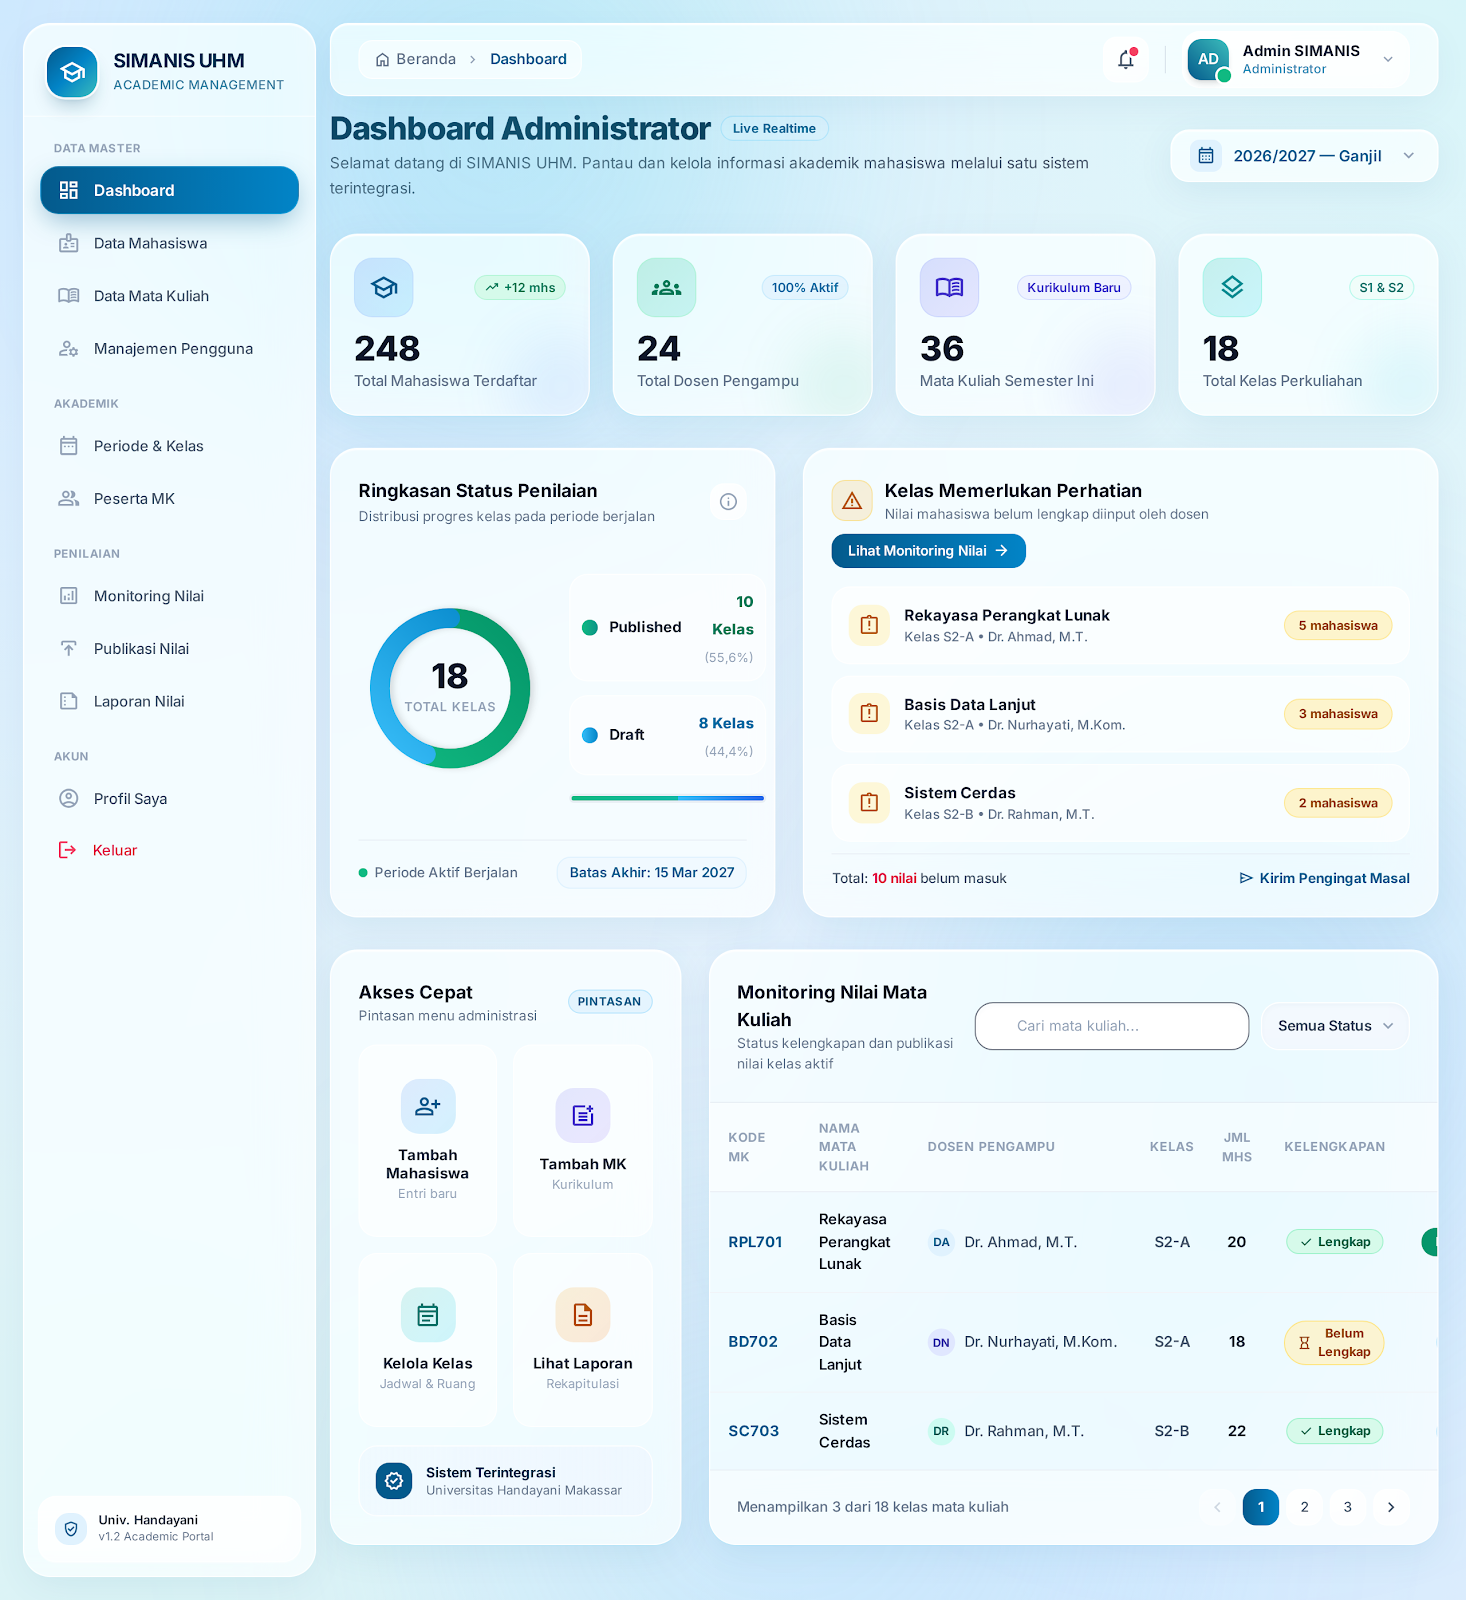 SIMANIS UHM
ACADEMIC MANAGEMENT
DATA MASTER
Dashboard
Data Mahasiswa
Data Mata Kuliah
Manajemen Pengguna
AKADEMIK
Periode & Kelas
Peserta MK
PENILAIAN
Monitoring Nilai
Publikasi Nilai
Laporan Nilai
AKUN
Profil Saya
Keluar
Univ. Handayani
v1.2 Academic Portal
Beranda
Dashboard
AD
Admin SIMANIS
Administrator
Dashboard Administrator
Live Realtime
Selamat datang di SIMANIS UHM. Pantau dan kelola informasi akademik mahasiswa melalui satu sistem
terintegrasi.
2026/2027 — Ganjil
+12 mhs
248
Total Mahasiswa Terdaftar
100% Aktif
24
Total Dosen Pengampu
Kurikulum Baru
36
Mata Kuliah Semester Ini
S1 & S2
18
Total Kelas Perkuliahan
Ringkasan Status Penilaian
Distribusi progres kelas pada periode berjalan
18
TOTAL KELAS
Published
10
Kelas
(55,6%)
Draft
8 Kelas
(44,4%)
Periode Aktif Berjalan
Batas Akhir: 15 Mar 2027
Kelas Memerlukan Perhatian
Nilai mahasiswa belum lengkap diinput oleh dosen
Lihat Monitoring Nilai
Rekayasa Perangkat Lunak
Kelas S2-A • Dr. Ahmad, M.T.
5 mahasiswa
Basis Data Lanjut
Kelas S2-A • Dr. Nurhayati, M.Kom.
3 mahasiswa
Sistem Cerdas
Kelas S2-B • Dr. Rahman, M.T.
2 mahasiswa
Total: 10 nilai belum masuk
Kirim Pengingat Masal
Akses Cepat
Pintasan menu administrasi
PINTASAN
Tambah
Mahasiswa
Entri baru
Tambah MK
Kurikulum
Kelola Kelas
Jadwal & Ruang
Lihat Laporan
Rekapitulasi
Sistem Terintegrasi
Universitas Handayani Makassar
Monitoring Nilai Mata
Kuliah
Status kelengkapan dan publikasi
nilai kelas aktif
Cari mata kuliah...
Semua Status
KODE
MK
NAMA
MATA
KULIAH
DOSEN PENGAMPU
KELAS
JML
MHS
KELENGKAPAN
RPL701
Rekayasa
Perangkat
Lunak
DA
Dr. Ahmad, M.T.
S2-A
20
Lengkap
BD702
Basis
Data
Lanjut
DN
Dr. Nurhayati, M.Kom.
S2-A
18
Belum
Lengkap
SC703
Sistem
Cerdas
DR
Dr. Rahman, M.T.
S2-B
22
Lengkap
Menampilkan 3 dari 18 kelas mata kuliah
1
2
3